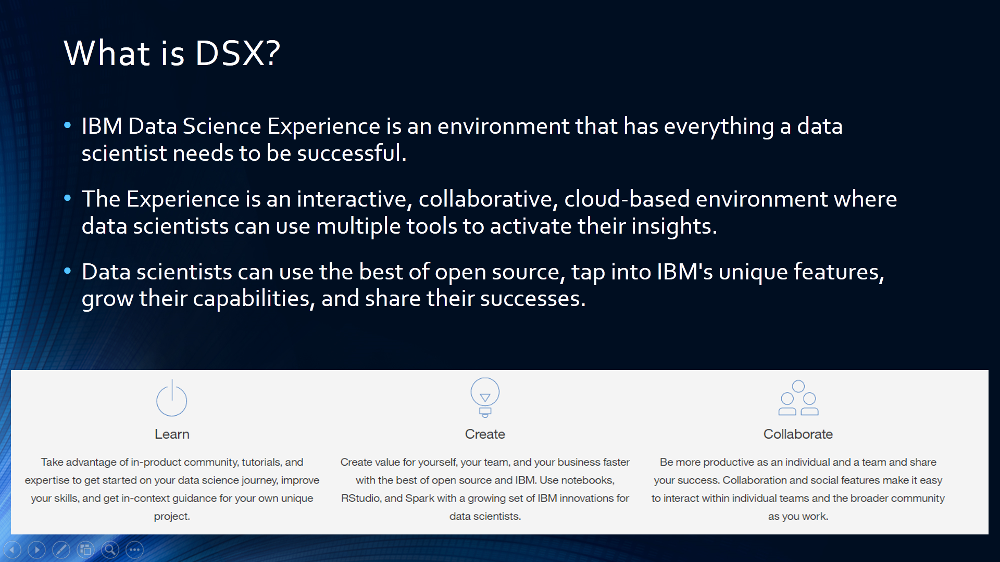 What is DSX?
• IBM Data Science Experience is an environment that has everything a data
scientist needs to be successful.
• The Experience is an interactive, collaborative, cloud-based environment where
data scientists can use multiple tools to activate their insights.
• Data scientists can use the best of open source, tap into IBM's unique features,
grow their capabilities, and share their successes.
Learn
Take advantage of in-product community, tutorials, and
expertise to get started on your data science journey, improve
your skills, and get in-context guidance for your own unique
project.
Create
Create value for yourself, your team, and your business faster
with the best of open source and IBM. Use notebooks,
RStudio, and Spark with a growing set of IBM innovations for
data scientists.
Collaborate
Be more productive as an individual and a team and share
your success. Collaboration and social features make it easy
to interact within individual teams and the broader community
as you work.